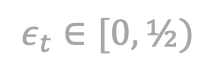 ϵₜ ∈ [0, ½)